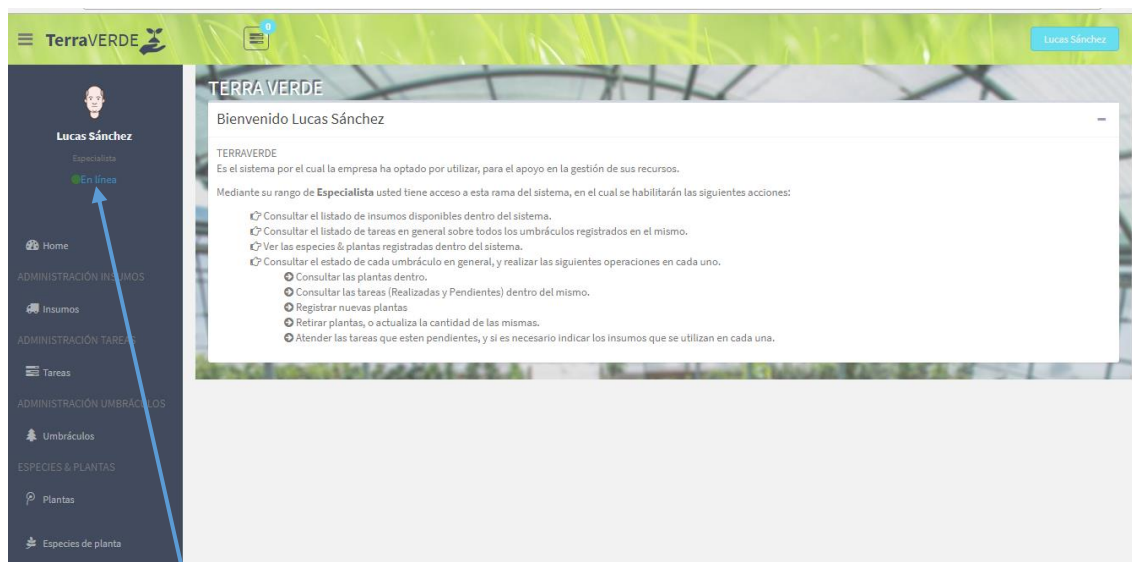 TerraVERDE
0
Lucas Sánchez
Lucas Sánchez
Especialista
En línea
Home
ADMINISTRACIÓN INSUMOS
Insumos
ADMINISTRACIÓN TAREAS
Tareas
ADMINISTRACIÓN UMBRÁCULOS
Umbráculos
ESPECIES & PLANTAS
Plantas
Especies de planta
TERRA VERDE
Bienvenido Lucas Sánchez
TERRAVERDE
Es el sistema por el cual la empresa ha optado por utilizar, para el apoyo en la gestión de sus recursos.
Mediante su rango de Especialista usted tiene acceso a esta rama del sistema, en el cual se habilitarán las siguientes acciones:
Consultar el listado de insumos disponibles dentro del sistema.
Consultar el listado de tareas en general sobre todos los umbráculos registrados en el mismo.
Ver las especies & plantas registradas dentro del sistema.
Consultar el estado de cada umbráculo en general, y realizar las siguientes operaciones en cada uno.
Consultar las plantas dentro.
Consultar las tareas (Realizadas y Pendientes) dentro del mismo.
Registrar nuevas plantas
Retirar plantas, o actualiza la cantidad de las mismas.
Atender las tareas que esten pendientes, y si es necesario indicar los insumos que se utilizan en cada una.